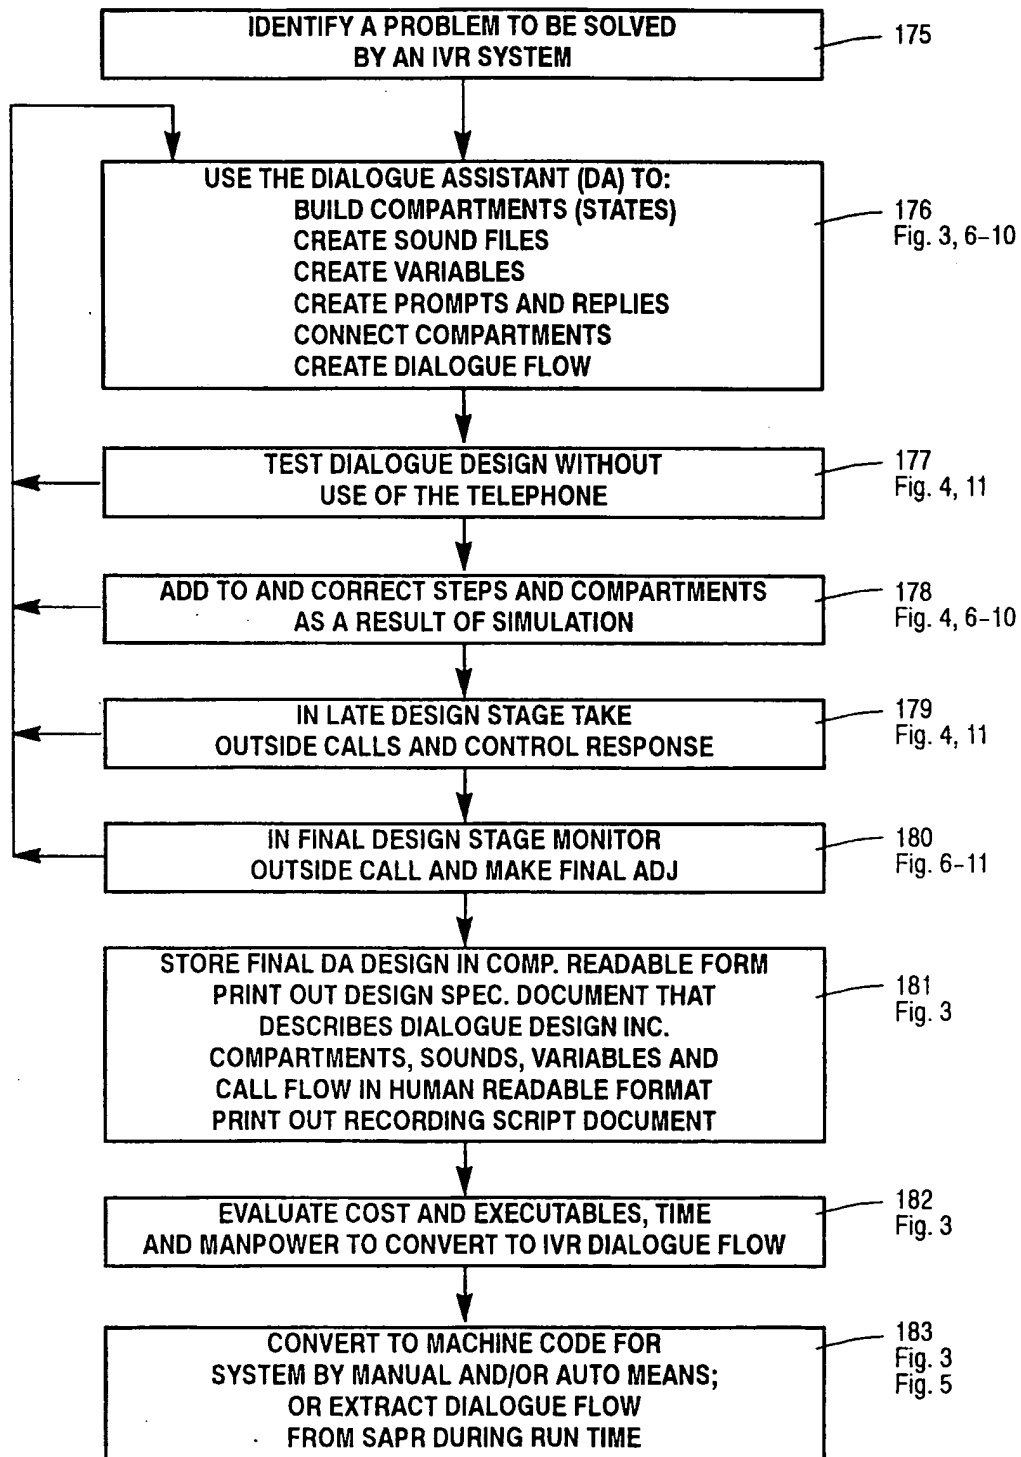 IDENTIFY A PROBLEM TO BE SOLVED
BY AN IVR SYSTEM
175
USE THE DIALOGUE ASSISTANT (DA) TO:
BUILD COMPARTMENTS (STATES)
CREATE SOUND FILES
CREATE VARIABLES
CREATE PROMPTS AND REPLIES
CONNECT COMPARTMENTS
CREATE DIALOGUE FLOW
176
Fig. 3, 6-10
TEST DIALOGUE DESIGN WITHOUT
USE OF THE TELEPHONE
177
Fig. 4, 11
ADD TO AND CORRECT STEPS AND COMPARTMENTS
AS A RESULT OF SIMULATION
178
Fig. 4, 6-10
IN LATE DESIGN STAGE TAKE
OUTSIDE CALLS AND CONTROL RESPONSE
179
Fig. 4, 11
IN FINAL DESIGN STAGE MONITOR
OUTSIDE CALL AND MAKE FINAL ADJ
180
Fig. 6-11
STORE FINAL DA DESIGN IN COMP. READABLE FORM
PRINT OUT DESIGN SPEC. DOCUMENT THAT
DESCRIBES DIALOGUE DESIGN INC.
COMPARTMENTS, SOUNDS, VARIABLES AND
CALL FLOW IN HUMAN READABLE FORMAT
PRINT OUT RECORDING SCRIPT DOCUMENT
181
Fig. 3
EVALUATE COST AND EXECUTABLES, TIME
AND MANPOWER TO CONVERT TO IVR DIALOGUE FLOW
182
Fig. 3
CONVERT TO MACHINE CODE FOR
SYSTEM BY MANUAL AND/OR AUTO MEANS;
OR EXTRACT DIALOGUE FLOW
FROM SAPR DURING RUN TIME
183
Fig. 3
Fig. 5